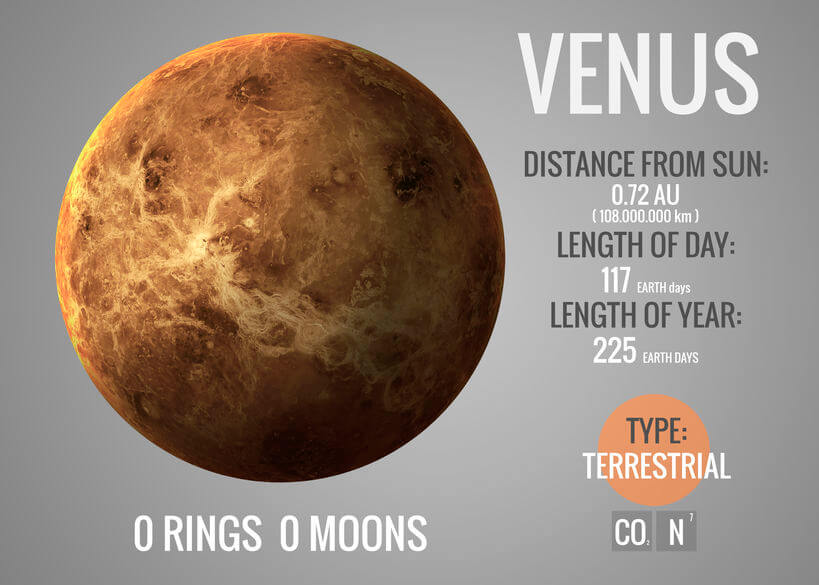 VENUS
DISTANCE FROM SUN:
0.72 AU
( 108.000.000 km )
LENGTH OF DAY:
117 EARTH days
LENGTH OF YEAR:
225 EARTH DAYS
TYPE:
TERRESTRIAL
CO₂ N⁷
0 RINGS 0 MOONS